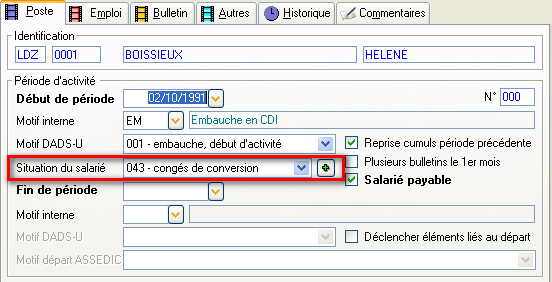 Poste Emploi Bulletin Autres Historique Commentaires
Identification
LDZ 0001 BOISSIEUX HELENE
Période d'activité
Début de période 02/10/1991 N° 000
Motif interne EM Embauche en CDI
Motif DADS-U 001 - embauche, début d'activité Reprise cumuls période précédente
Plusieurs bulletins le 1er mois
Situation du salarié 043 - congés de conversion
Salarié payable
Fin de période
Motif interne
Motif DADS-U Déclencher éléments liés au départ
Motif départ ASSEDIC